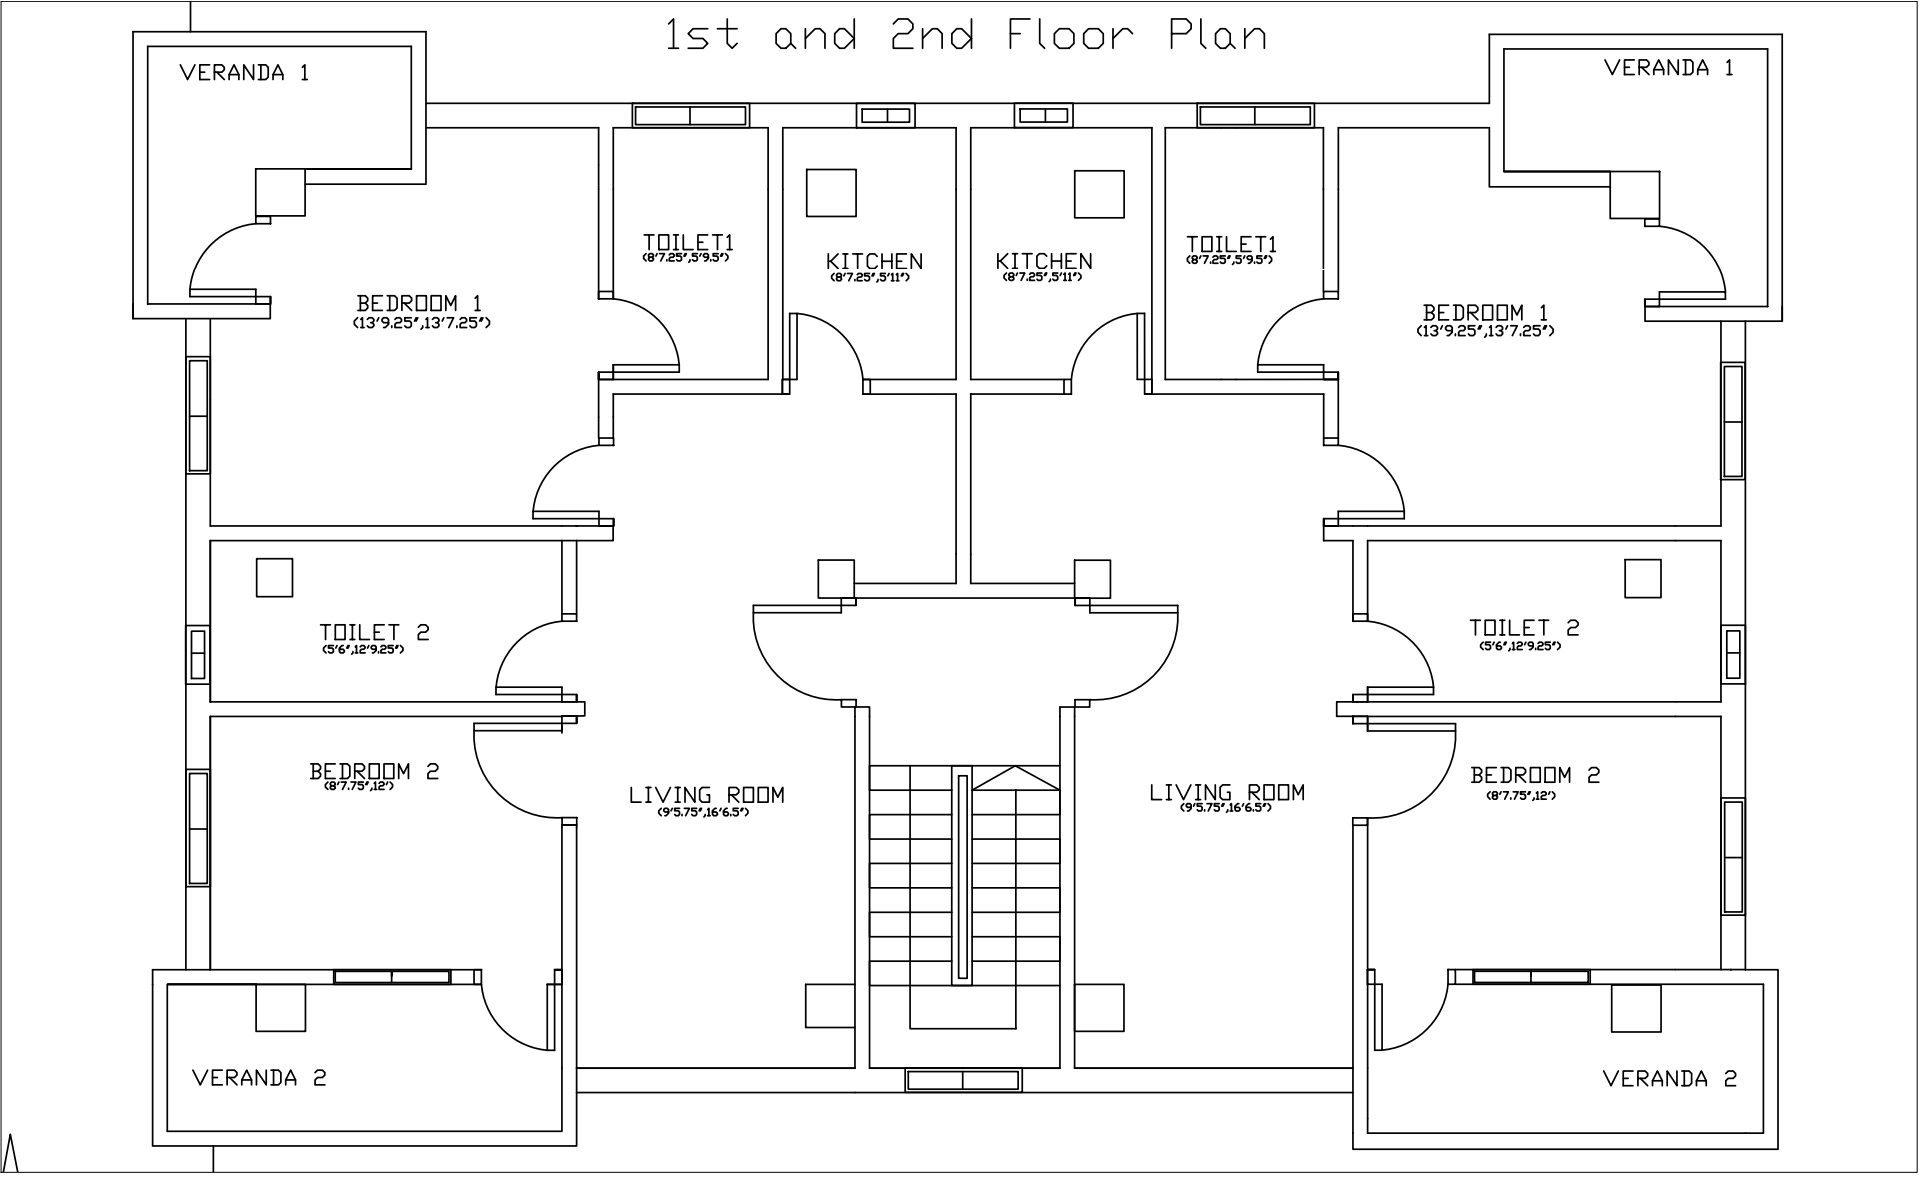 1st and 2nd Floor Plan
VERANDA 1
VERANDA 1
TOILET1
(8'7.25",5'9.5")
KITCHEN
(8'7.25",5'11")
KITCHEN
(8'7.25",5'11")
TOILET1
(8'7.25",5'9.5")
BEDROOM 1
(13'9.25",13'7.25")
BEDROOM 1
(13'9.25",13'7.25")
TOILET 2
(5'6",12'9.25")
TOILET 2
(5'6",12'9.25")
BEDROOM 2
(8'7.75",12')
LIVING ROOM
(9'5.75",16'6.5")
LIVING ROOM
(9'5.75",16'6.5")
BEDROOM 2
(8'7.75",12')
VERANDA 2
VERANDA 2